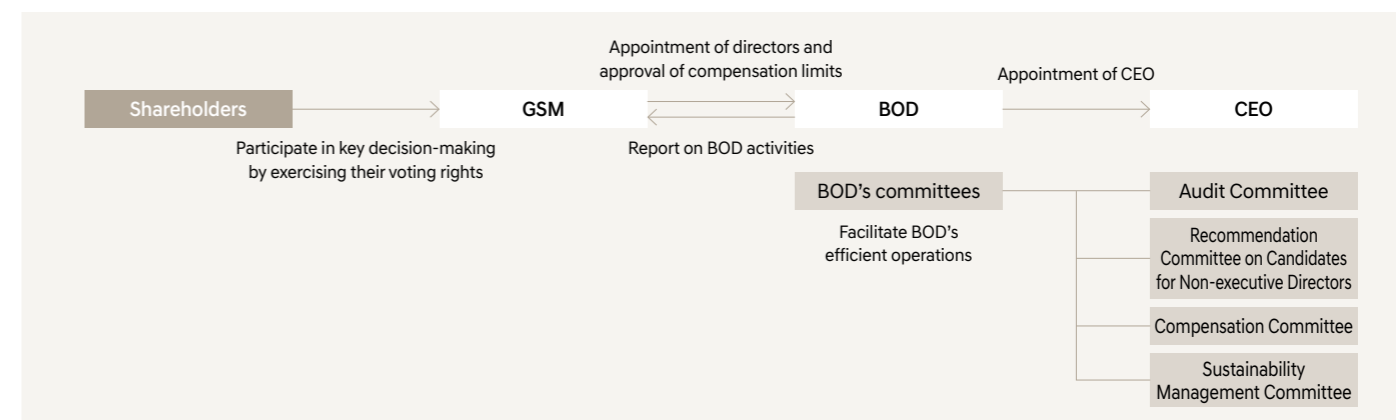 Appointment of directors and
approval of compensation limits
Appointment of CEO
Shareholders
GSM
BOD
CEO
Participate in key decision-making
by exercising their voting rights
Report on BOD activities
BOD's committees
Facilitate BOD's
efficient operations
Audit Committee
Recommendation
Committee on Candidates
for Non-executive Directors
Compensation Committee
Sustainability
Management Committee